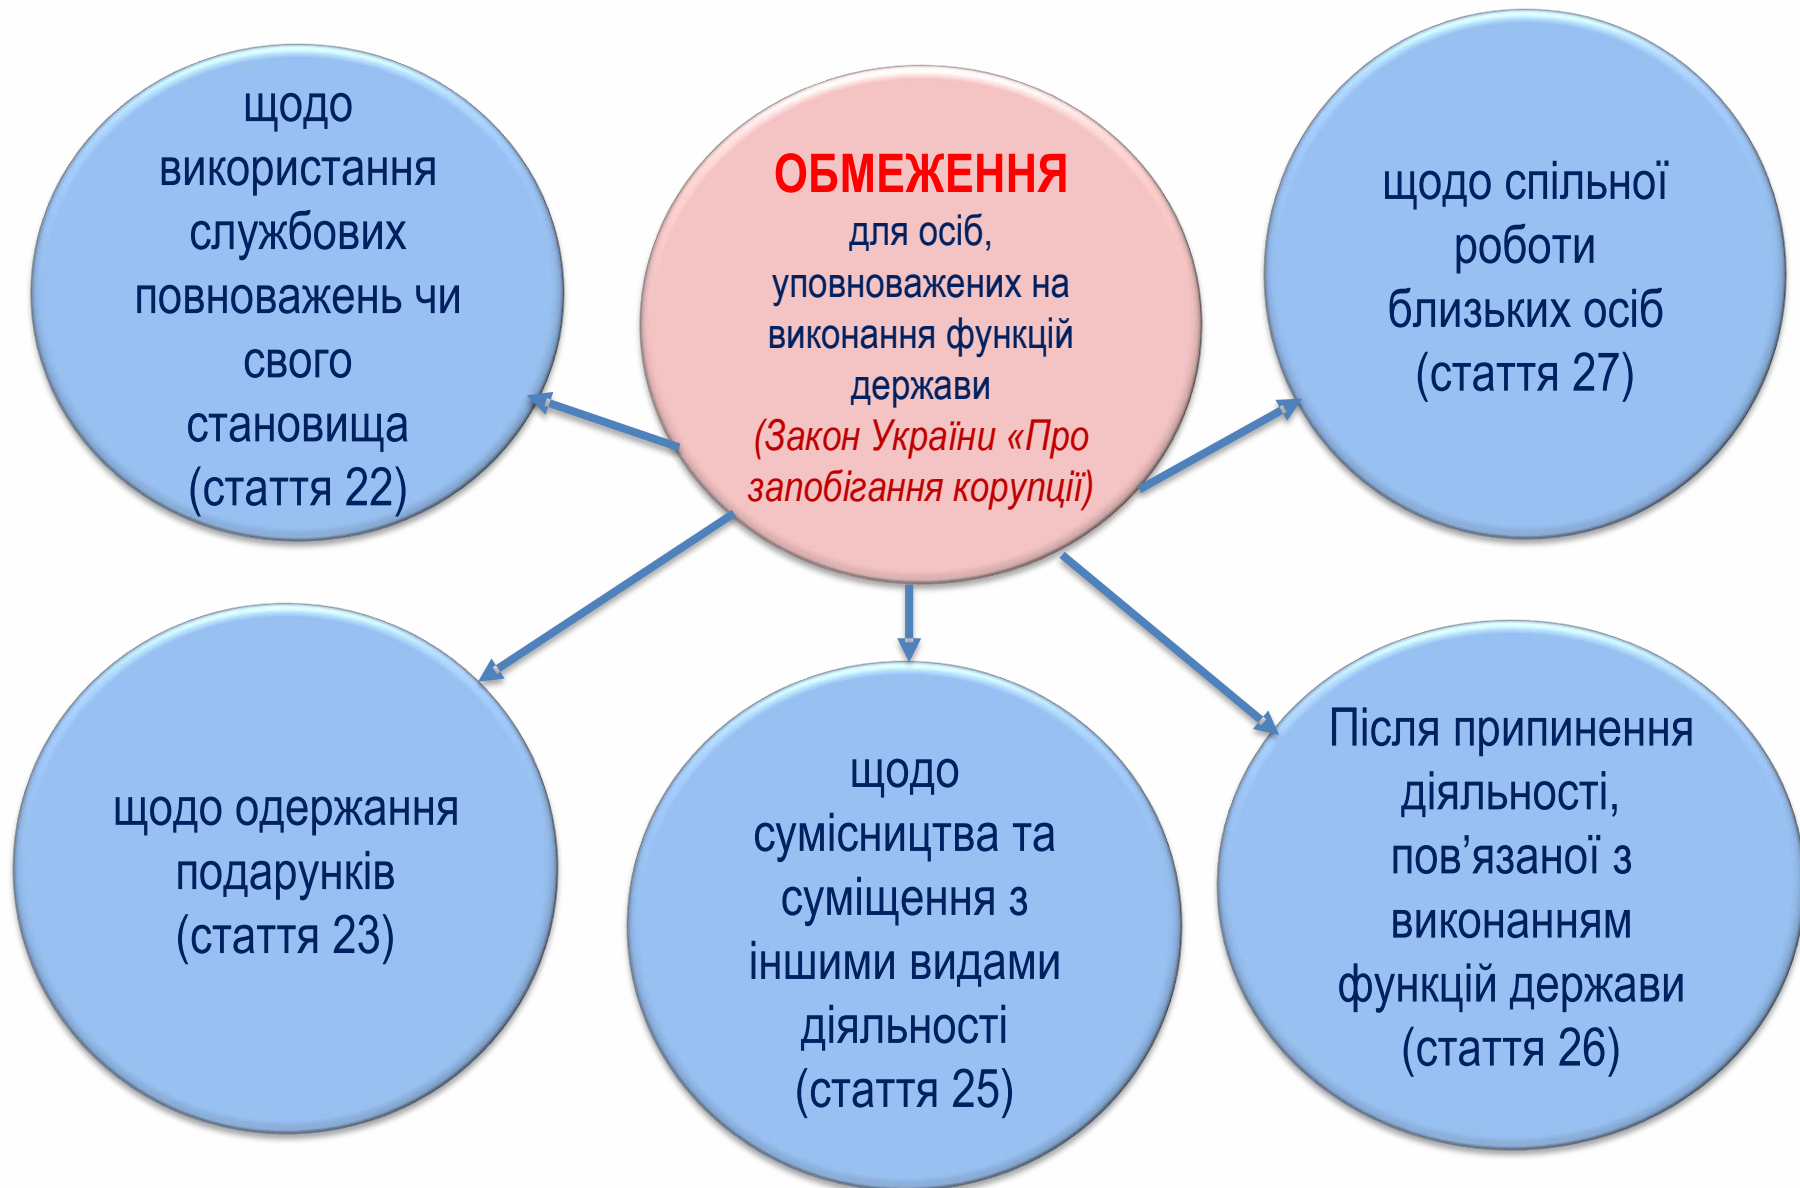 щодо
використання
службових
повноважень чи
свого
становища
(стаття 22)
ОБМЕЖЕННЯ
для осіб,
уповноважених на
виконання функцій
держави
(Закон України «Про
запобігання корупції)
щодо спільної
роботи
близьких осіб
(стаття 27)
щодо одержання
подарунків
(стаття 23)
щодо
сумісництва та
суміщення з
іншими видами
діяльності
(стаття 25)
Після припинення
діяльності,
пов’язаної з
виконанням
функцій держави
(стаття 26)